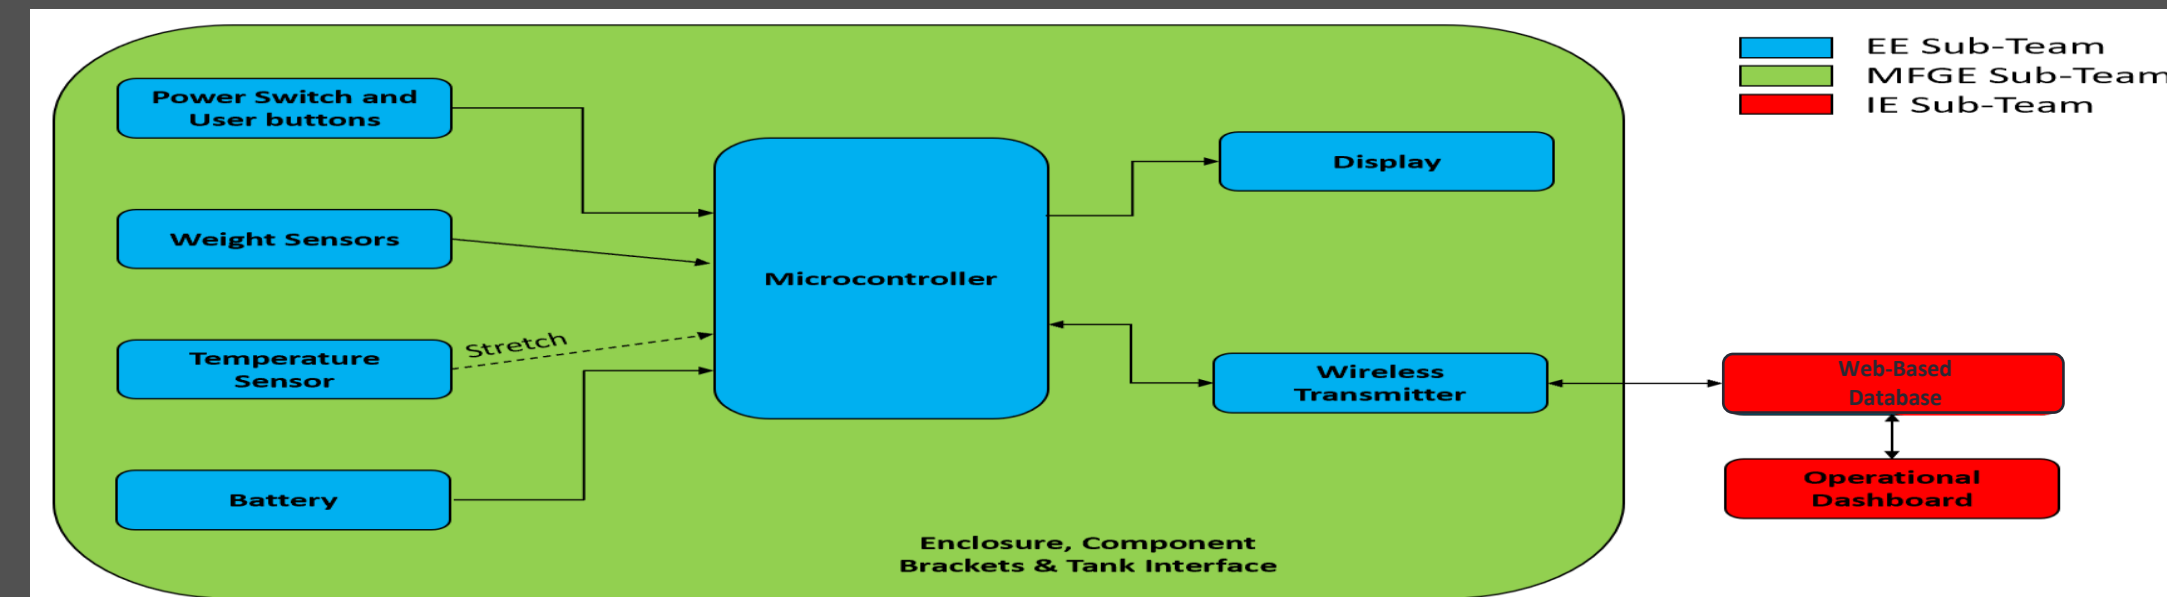 Power Switch and
User buttons
Weight Sensors
Temperature
Sensor
Stretch
Battery
Microcontroller
Display
Wireless
Transmitter
Enclosure, Component
Brackets & Tank Interface
EE Sub-Team
MFGE Sub-Team
IE Sub-Team
Web-Based
Database
Operational
Dashboard